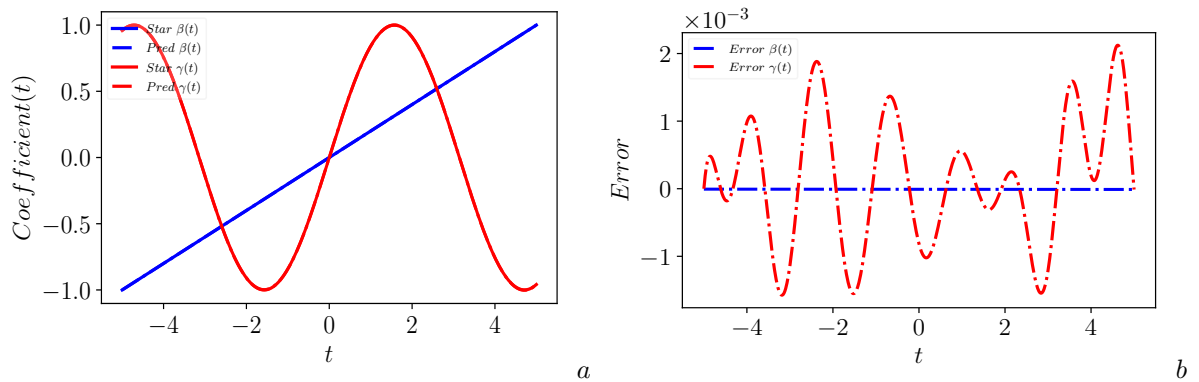 Coefficient(t)
1.0
0.5
0.0
−0.5
−1.0
Star β(t)
Pred β(t)
Star γ(t)
Pred γ(t)
−4 −2 0 2 4
t
a
×10⁻³
Error
2
1
0
−1
Error β(t)
Error γ(t)
−4 −2 0 2 4
t
b